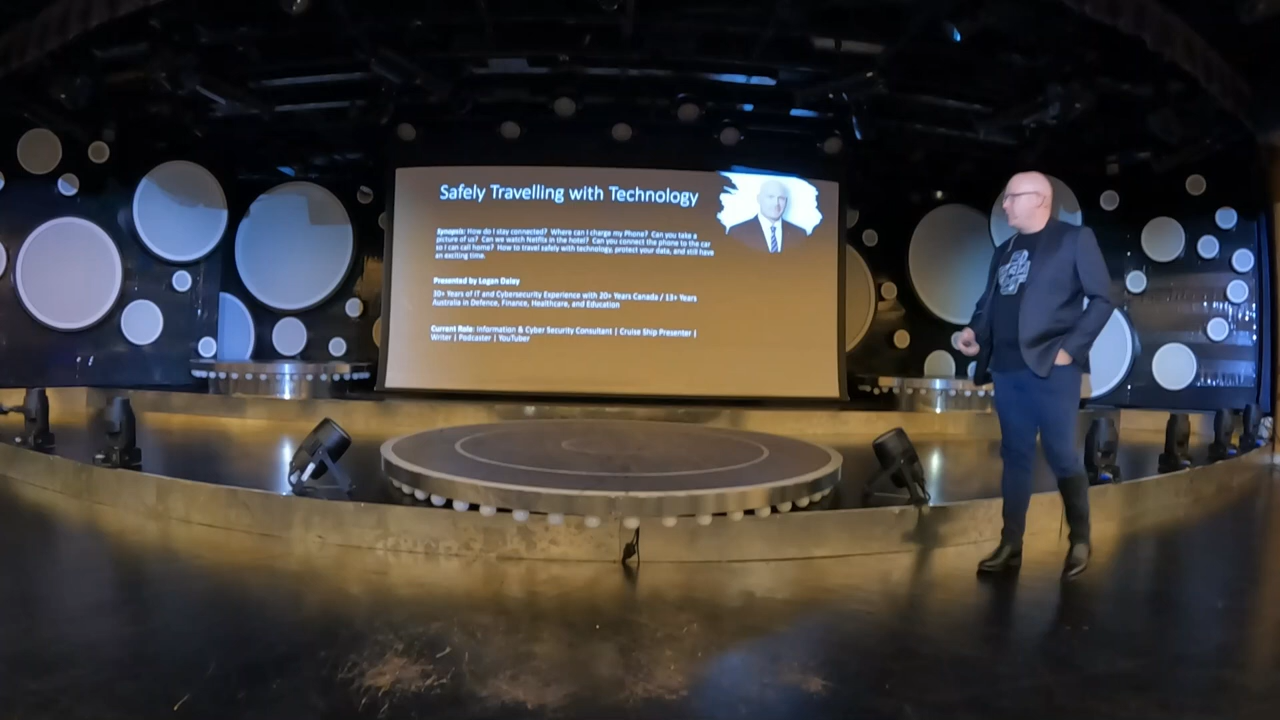 Safely Travelling with Technology
Synopsis: How do I stay connected? Where can I charge my Phone? Can you take a
picture of us? Can we watch Netflix in the hotel? Can you connect the phone to the car
so I can call home? How to travel safely with technology, protect your data, and still have
an exciting time.
Presented by Logan Daley
30+ Years of IT and Cybersecurity Experience with 20+ Years Canada / 13+ Years
Australia in Defence, Finance, Healthcare, and Education
Current Role: Information & Cyber Security Consultant | Cruise Ship Presenter |
Writer | Podcaster | YouTuber